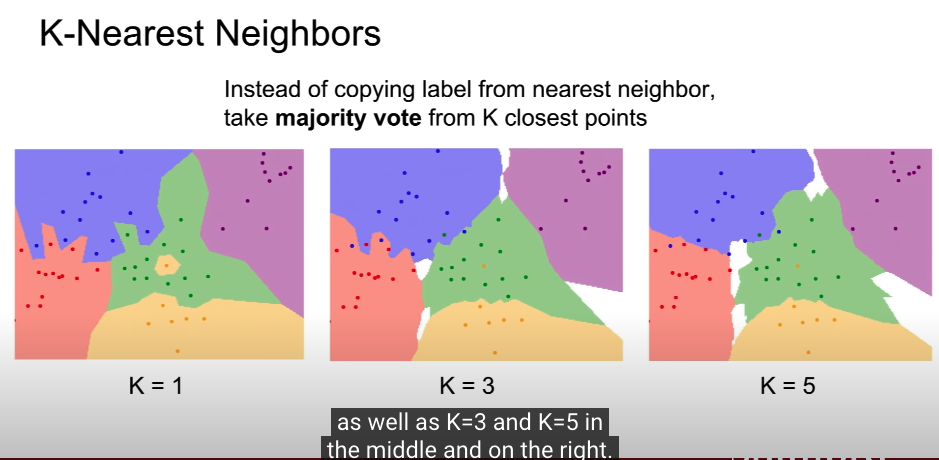 K-Nearest Neighbors
Instead of copying label from nearest neighbor,
take majority vote from K closest points
K = 1
K = 3
K = 5
as well as K=3 and K=5 in
the middle and on the right.